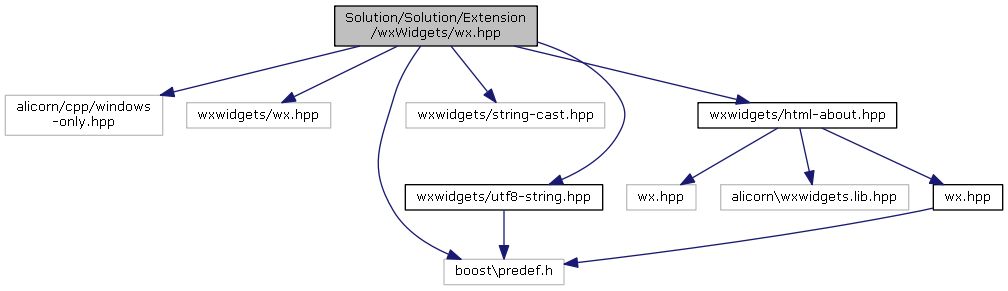 Solution/Solution/Extension
/wxWidgets/wx.hpp
alicorn/cpp/windows
-only.hpp
wxwidgets/wx.hpp
wxwidgets/string-cast.hpp
wxwidgets/html-about.hpp
wxwidgets/utf8-string.hpp
wx.hpp
alicorn\wxwidgets.lib.hpp
wx.hpp
boost\predef.h